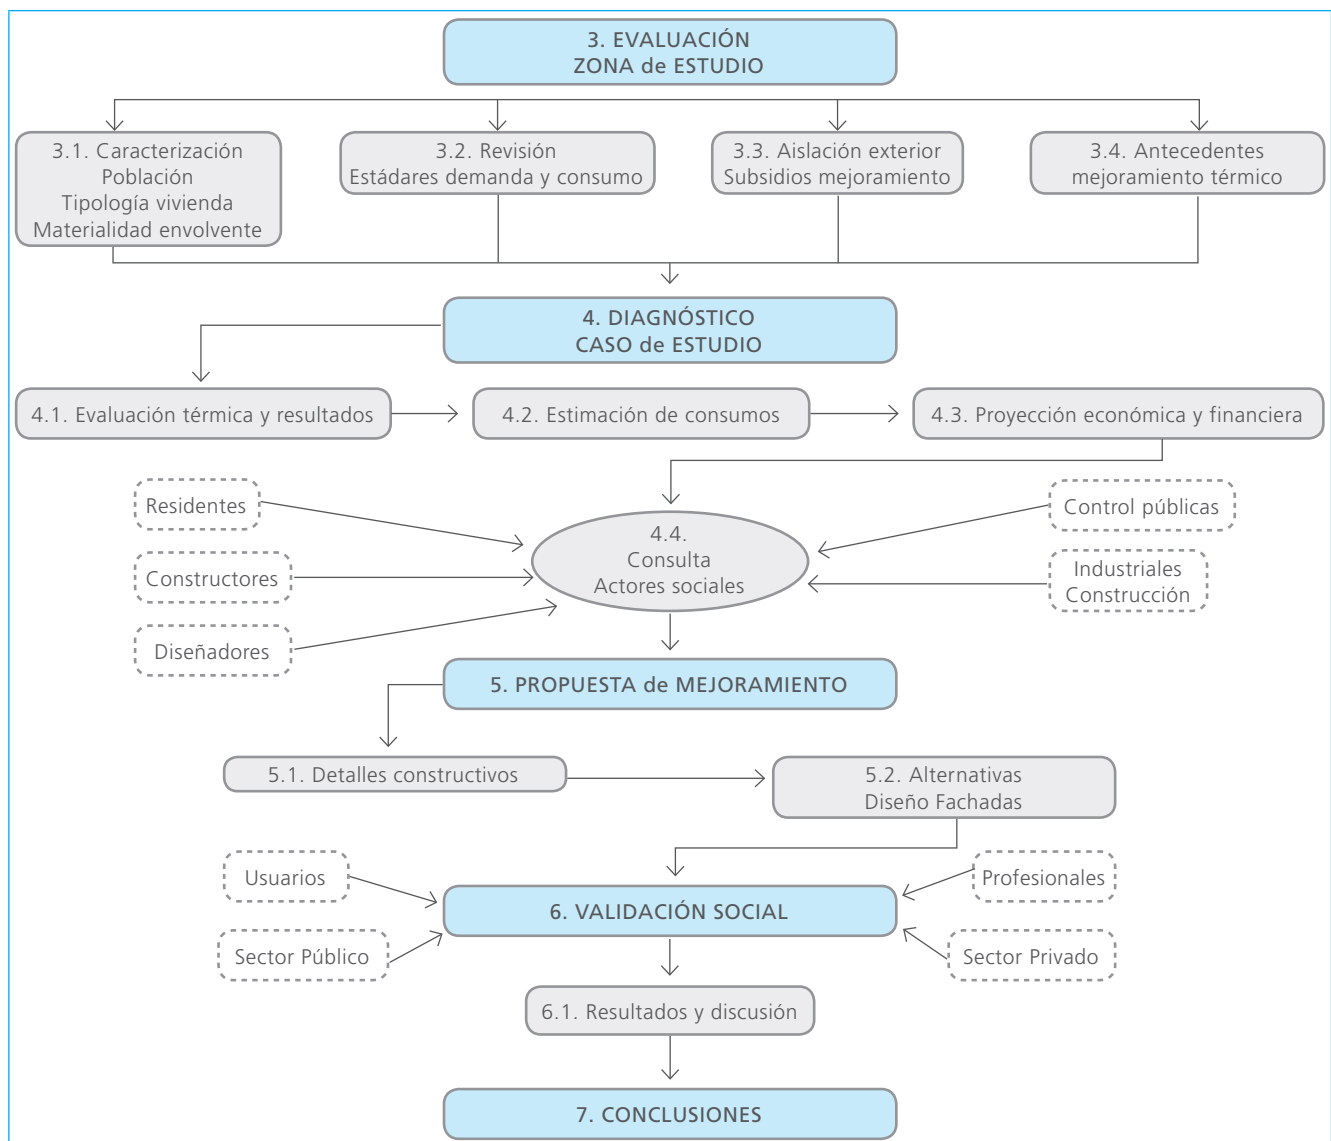 3. EVALUACIÓN
ZONA de ESTUDIO
3.1. Caracterización
Población
Tipología vivienda
Materialidad envolvente
3.2. Revisión
Estádares demanda y consumo
3.3. Aislación exterior
Subsidios mejoramiento
3.4. Antecedentes
mejoramiento térmico
4. DIAGNÓSTICO
CASO de ESTUDIO
4.1. Evaluación térmica y resultados
4.2. Estimación de consumos
4.3. Proyección económica y financiera
Residentes
Constructores
Diseñadores
4.4.
Consulta
Actores sociales
Control públicas
Industriales
Construcción
5. PROPUESTA de MEJORAMIENTO
5.1. Detalles constructivos
5.2. Alternativas
Diseño Fachadas
Usuarios
Sector Público
6. VALIDACIÓN SOCIAL
Profesionales
Sector Privado
6.1. Resultados y discusión
7. CONCLUSIONES